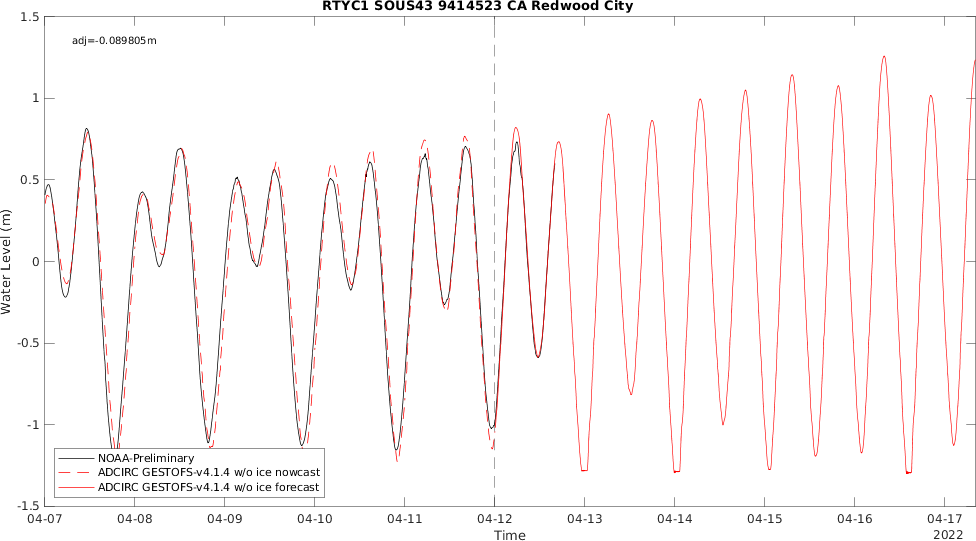 RTYC1 SOUS43 9414523 CA Redwood City
adj=-0.089805m
1.5
1
0.5
0
-0.5
-1
-1.5
Water Level (m)
NOAA-Preliminary
ADCIRC GESTOFS-v4.1.4 w/o ice nowcast
ADCIRC GESTOFS-v4.1.4 w/o ice forecast
04-07 04-08 04-09 04-10 04-11 04-12 04-13 04-14 04-15 04-16 04-17
Time 2022